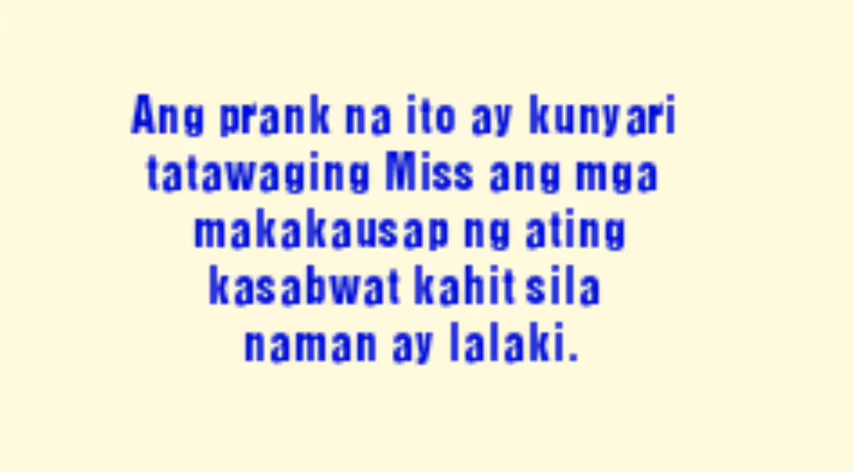 Ang prank na ito ay kunyari
tatawaging Miss ang mga
makakausap ng ating
kasabwat kahit sila
naman ay lalaki.